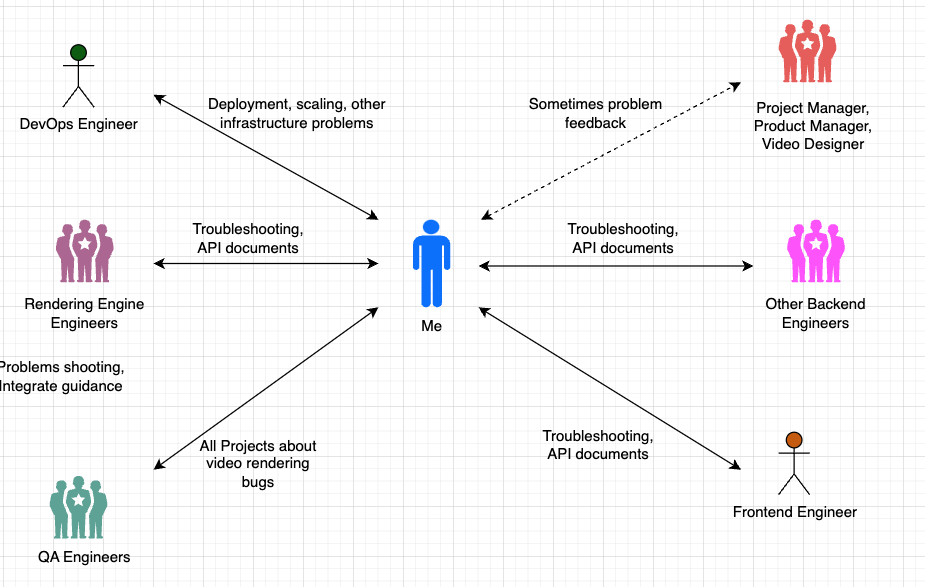 DevOps Engineer
Deployment, scaling, other
infrastructure problems
Sometimes problem
feedback
Project Manager,
Product Manager,
Video Designer
Rendering Engine
Engineers
Troubleshooting,
API documents
Me
Troubleshooting,
API documents
Other Backend
Engineers
Problems shooting,
Integrate guidance
All Projects about
video rendering
bugs
QA Engineers
Troubleshooting,
API documents
Frontend Engineer